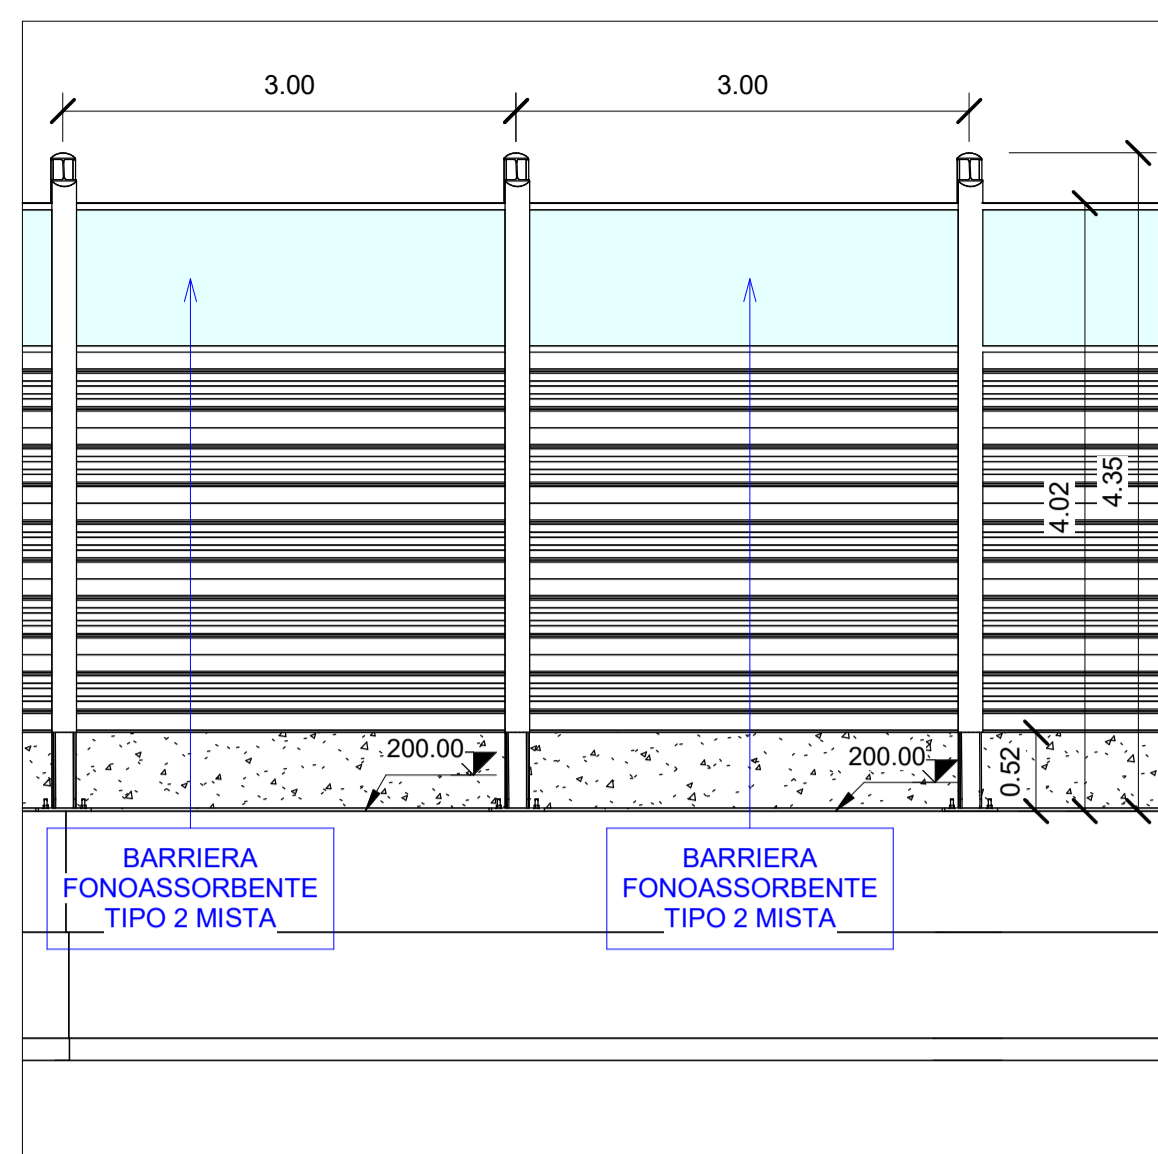 3.00
3.00
4.35
4.02
200.00
200.00
0.52
BARRIERA
FONOASSORBENTE
TIPO 2 MISTA
BARRIERA
FONOASSORBENTE
TIPO 2 MISTA